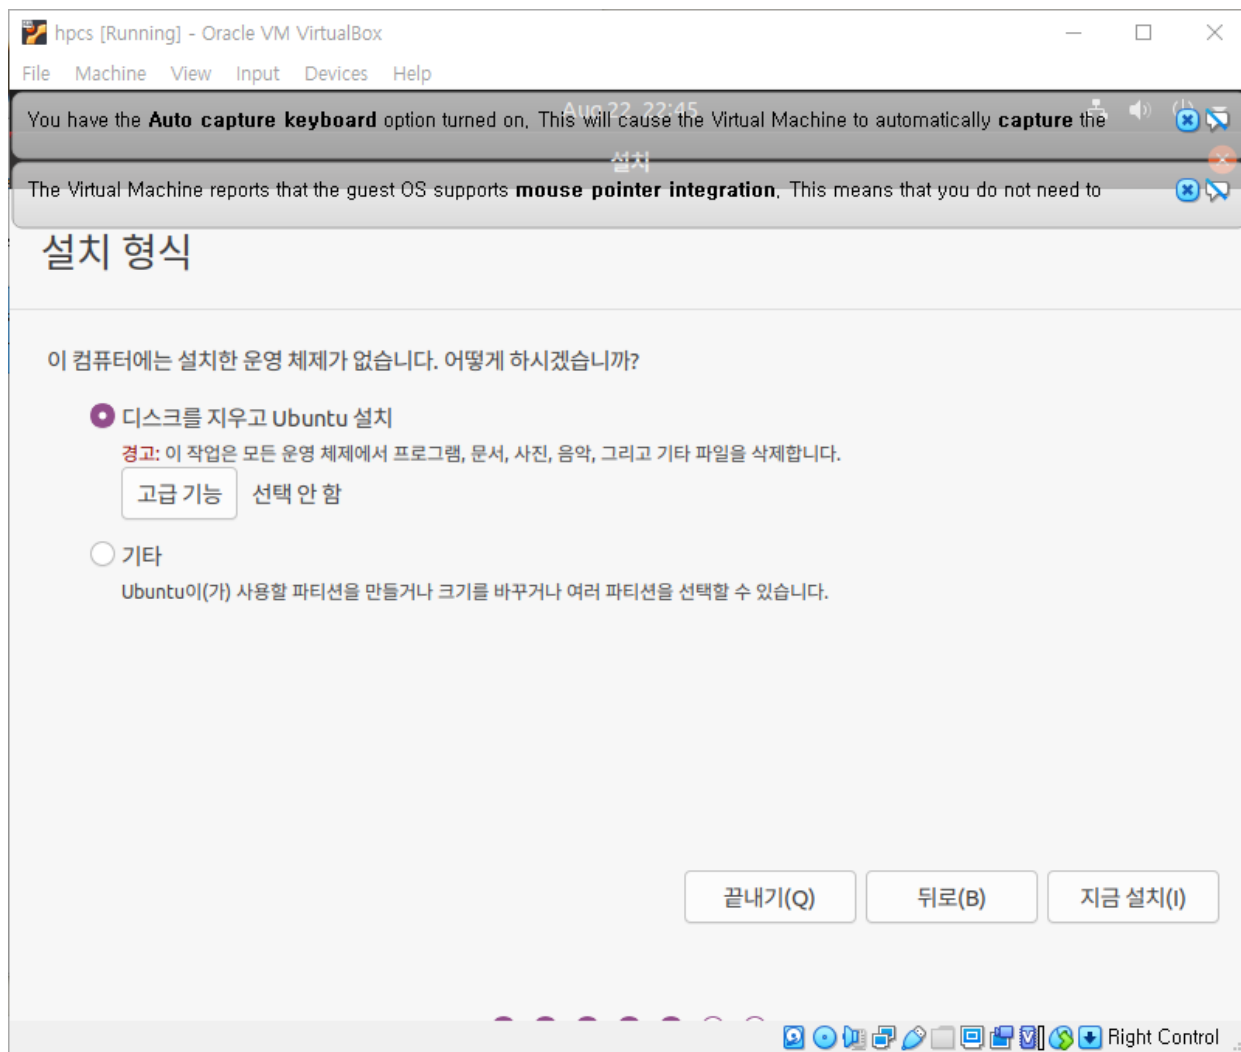 hpcs [Running] - Oracle VM VirtualBox
File Machine View Input Devices Help
Aug 22 22:45
You have the Auto capture keyboard option turned on. This will cause the Virtual Machine to automatically capture the
설치
The Virtual Machine reports that the guest OS supports mouse pointer integration. This means that you do not need to
설치 형식
이 컴퓨터에는 설치한 운영 체제가 없습니다. 어떻게 하시겠습니까?
디스크를 지우고 Ubuntu 설치
경고: 이 작업은 모든 운영 체제에서 프로그램, 문서, 사진, 음악, 그리고 기타 파일을 삭제합니다.
고급 기능 선택 안 함
기타
Ubuntu이(가) 사용할 파티션을 만들거나 크기를 바꾸거나 여러 파티션을 선택할 수 있습니다.
끝내기(Q) 뒤로(B) 지금 설치(I)
Right Control